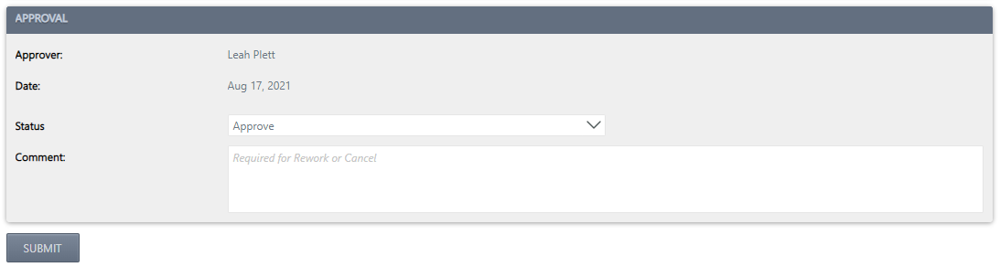 APPROVAL
Approver: Leah Plett
Date: Aug 17, 2021
Status Approve
Comment: Required for Rework or Cancel
SUBMIT